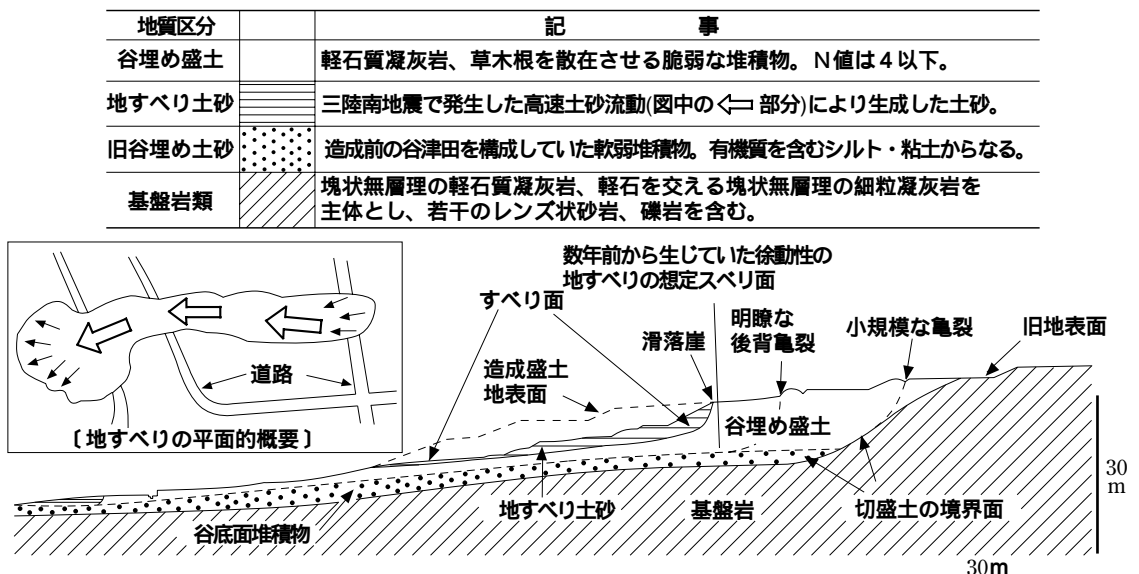 地質区分 記 事
谷埋め盛土 軽石質凝灰岩、草木根を散在させる脆弱な堆積物。N値は4以下。
地すべり土砂 三陸南地震で発生した高速土砂流動(図中の⇦部分)により生成した土砂。
旧谷埋め土砂 造成前の谷津田を構成していた軟弱堆積物。有機質を含むシルト・粘土からなる。
基盤岩類 塊状無層理の軽石質凝灰岩、軽石を交える塊状無層理の細粒凝灰岩を
主体とし、若干のレンズ状砂岩、礫岩を含む。
道路
〔地すべりの平面的概要〕
数年前から生じていた徐動性の
地すべりの想定スベリ面
すべり面
明瞭な
後背亀裂
小規模な亀裂
旧地表面
滑落崖
造成盛土
地表面
谷埋め盛土
谷底面堆積物
地すべり土砂
基盤岩
切盛土の境界面
30
m
30m